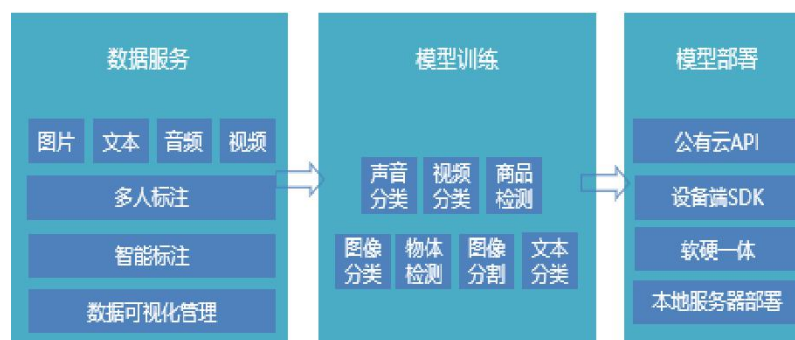 数据服务
图片 文本 音频 视频
多人标注
智能标注
数据可视化管理
模型训练
声音分类 视频分类 商品检测
图像分类 物体检测 图像分割 文本分类
模型部署
公有云API
设备端SDK
软硬一体
本地服务器部署